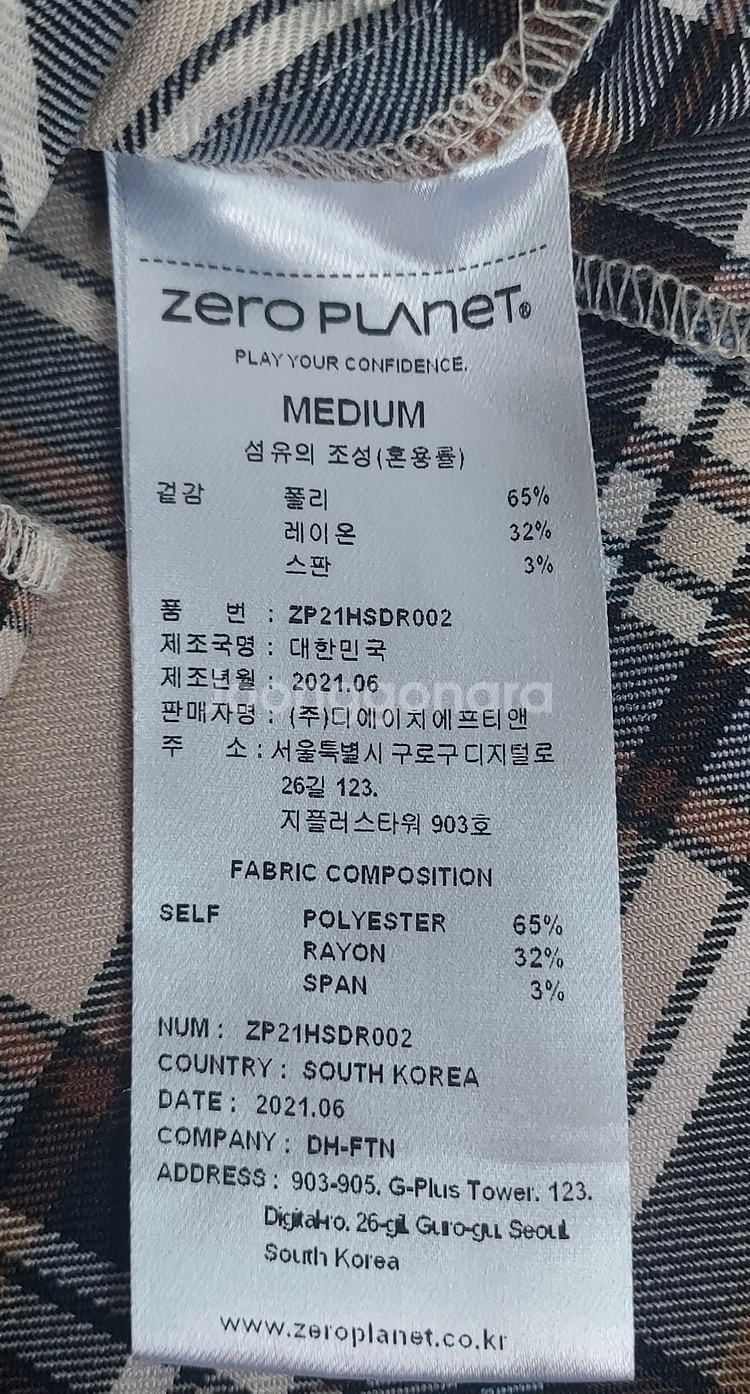 zero PLAneT®
PLAY YOUR CONFIDENCE.
MEDIUM
섬유의 조성(혼용률)
겉감 폴리 65%
레이온 32%
스판 3%
품 번 : ZP21HSDR002
제조국명 : 대한민국
제조년월 : 2021.06
joongonara
판매자명 : (주)디에이치에프티앤
주 소 : 서울특별시 구로구 디지털로
26길 123.
지플러스타워 903호
FABRIC COMPOSITION
SELF POLYESTER 65%
RAYON 32%
SPAN 3%
NUM : ZP21HSDR002
COUNTRY : SOUTH KOREA
DATE : 2021.06
COMPANY : DH-FTN
ADDRESS : 903-905. G-Plus Tower. 123.
Digital-ro. 26-gil. Guro-gu. Seoul.
South Korea
www.zeroplanet.co.kr